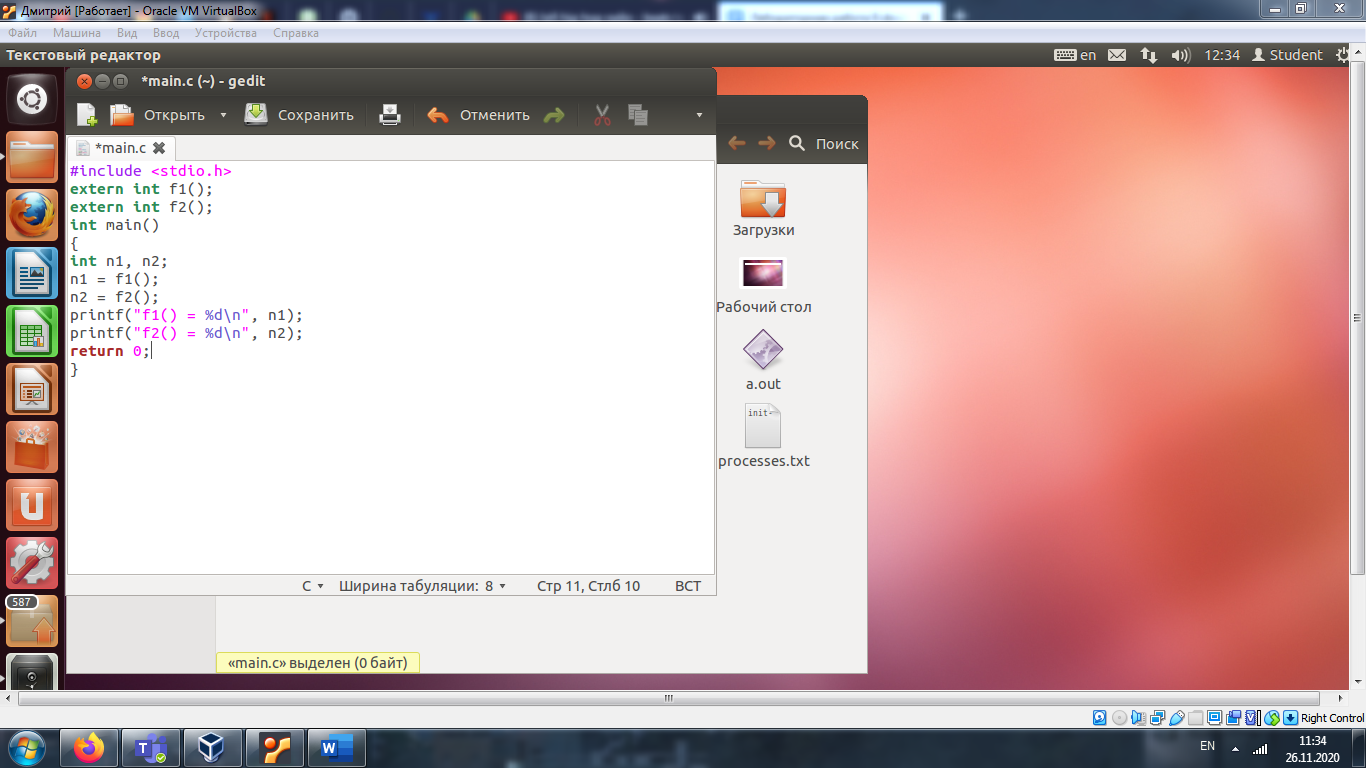 Дмитрий [Работает] - Oracle VM VirtualBox
Файл Машина Вид Ввод Устройства Справка
Текстовый редактор en 12:34 Student
*main.c (~) - gedit
Открыть Сохранить Отменить
Поиск
*main.c
#include <stdio.h>
extern int f1();
extern int f2();
int main()
{
int n1, n2;
n1 = f1();
n2 = f2();
printf("f1() = %d\n", n1);
printf("f2() = %d\n", n2);
return 0;
}
Загрузки
Рабочий стол
a.out
init-
processes.txt
C Ширина табуляции: 8 Стр 11, Стлб 10 ВСТ
587
«main.c» выделен (0 байт)
Right Control
EN 11:34
26.11.2020